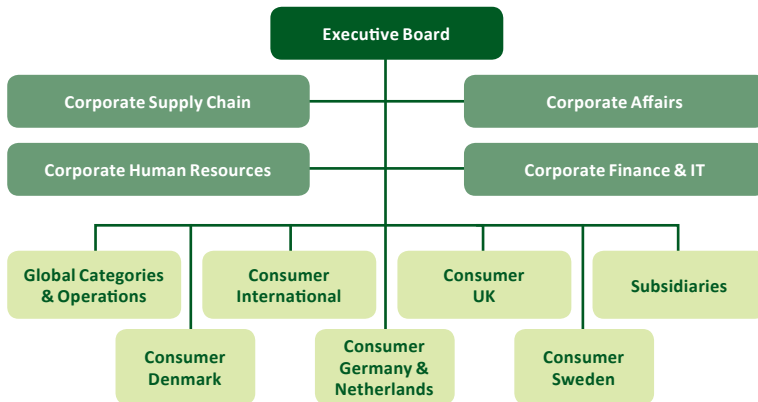 Executive Board
Corporate Supply Chain
Corporate Affairs
Corporate Human Resources
Corporate Finance & IT
Global Categories
& Operations
Consumer
International
Consumer
UK
Subsidiaries
Consumer
Denmark
Consumer
Germany &
Netherlands
Consumer
Sweden